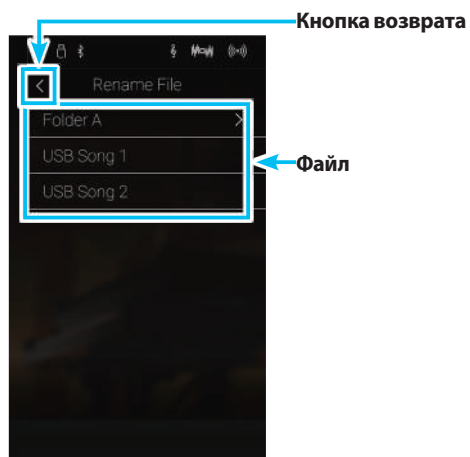 Кнопка возврата
Rename File
Folder A
USB Song 1
Файл
USB Song 2